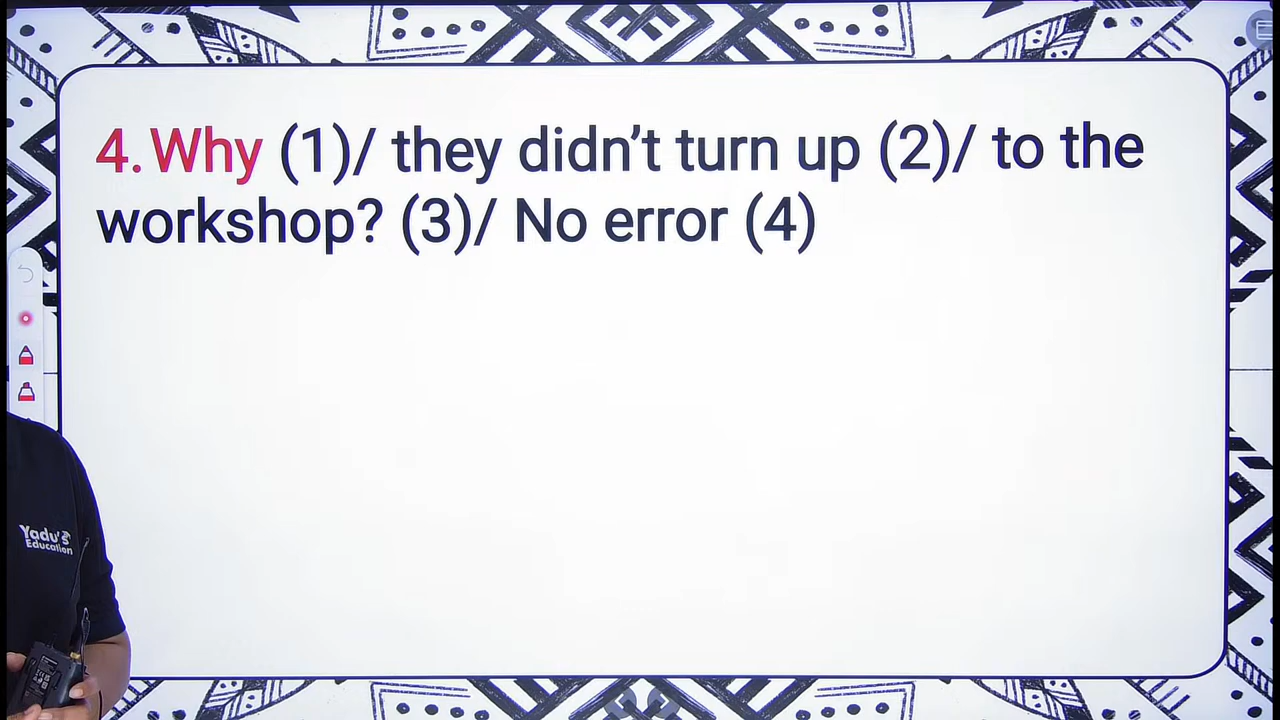 4. Why (1)/ they didn’t turn up (2)/ to the
workshop? (3)/ No error (4)
Yadu's
Education